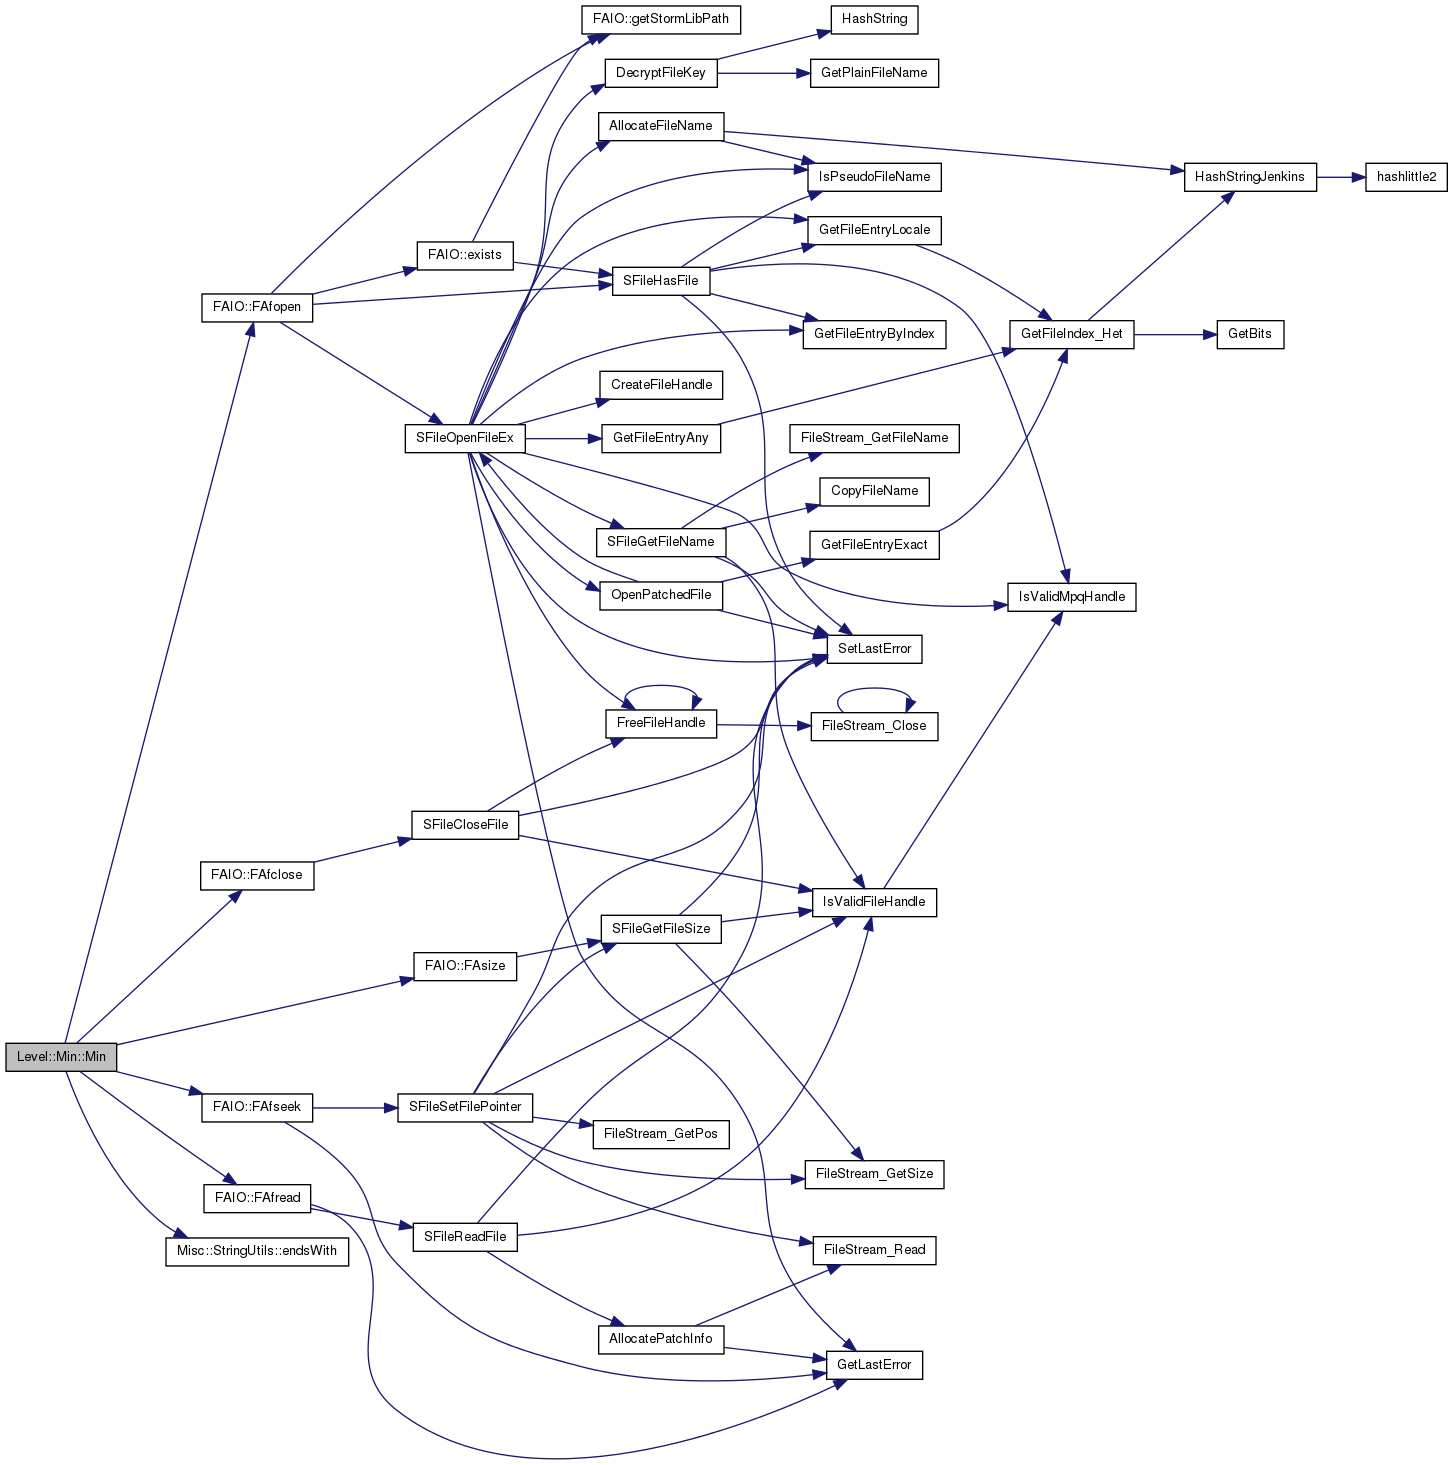 FAIO::getStormLibPath
HashString
DecryptFileKey
GetPlainFileName
AllocateFileName
IsPseudoFileName
HashStringJenkins
hashlittle2
GetFileEntryLocale
FAIO::exists
SFileHasFile
FAIO::FAfopen
GetFileEntryByIndex
GetFileIndex_Het
GetBits
CreateFileHandle
SFileOpenFileEx
GetFileEntryAny
FileStream_GetFileName
CopyFileName
SFileGetFileName
GetFileEntryExact
OpenPatchedFile
IsValidMpqHandle
SetLastError
FreeFileHandle
FileStream_Close
SFileCloseFile
FAIO::FAfclose
IsValidFileHandle
SFileGetFileSize
FAIO::FAsize
Level::Min::Min
FAIO::FAfseek
SFileSetFilePointer
FileStream_GetPos
FileStream_GetSize
FAIO::FAfread
SFileReadFile
Misc::StringUtils::endsWith
FileStream_Read
AllocatePatchInfo
GetLastError